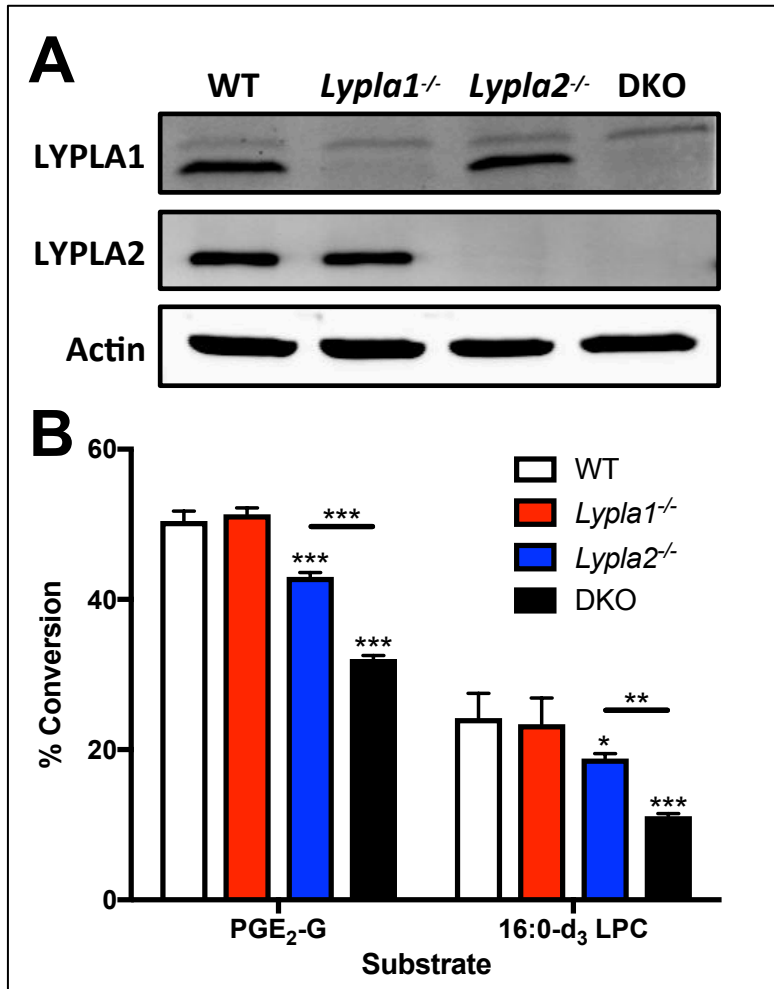 A
WT Lypla1-/- Lypla2-/- DKO
LYPLA1
LYPLA2
Actin
B
60
40
20
0
% Conversion
WT
Lypla1-/-
Lypla2-/-
DKO
***
***
***
**
*
***
PGE2-G 16:0-d3 LPC
Substrate